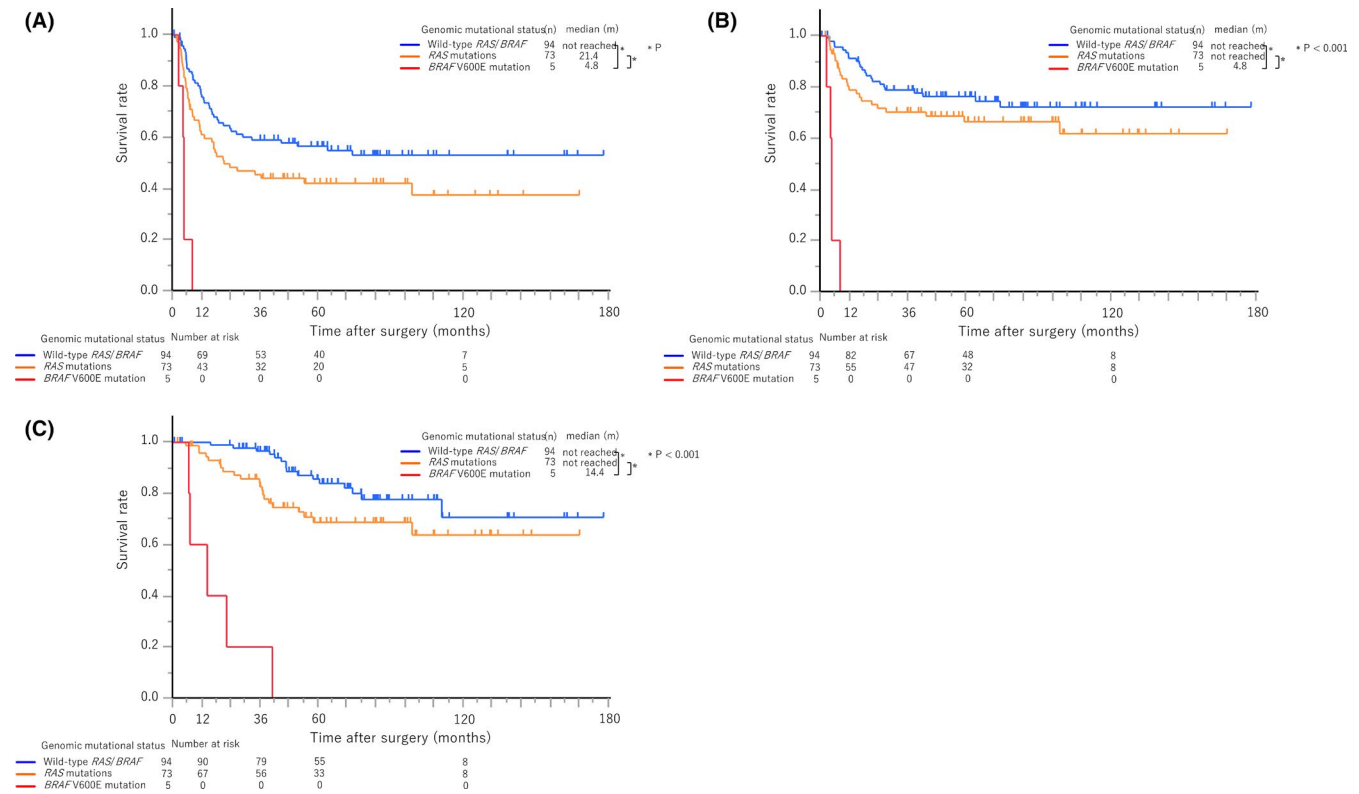 (A)
Genomic mutational status(n) median (m)
Wild-type RAS/BRAF 94 not reached * * P
RAS mutations 73 21.4 *
BRAF V600E mutation 5 4.8
Survival rate
1.0
0.8
0.6
0.4
0.2
0.0
0 12 36 60 120 180
Time after surgery (months)
Genomic mutational status Number at risk
Wild-type RAS/BRAF 94 69 53 40 7
RAS mutations 73 43 32 20 5
BRAF V600E mutation 5 0 0 0 0
(B)
Genomic mutational status(n) median (m)
Wild-type RAS/BRAF 94 not reached * * P < 0.001
RAS mutations 73 not reached *
BRAF V600E mutation 5 4.8
Survival rate
1.0
0.8
0.6
0.4
0.2
0.0
0 12 36 60 120 180
Time after surgery (months)
Genomic mutational status Number at risk
Wild-type RAS/BRAF 94 82 67 48 8
RAS mutations 73 55 47 32 8
BRAF V600E mutation 5 0 0 0 0
(C)
Genomic mutational status(n) median (m)
Wild-type RAS/BRAF 94 not reached * * P < 0.001
RAS mutations 73 not reached *
BRAF V600E mutation 5 14.4
Survival rate
1.0
0.8
0.6
0.4
0.2
0.0
0 12 36 60 120 180
Time after surgery (months)
Genomic mutational status Number at risk
Wild-type RAS/BRAF 94 90 79 55 8
RAS mutations 73 67 56 33 8
BRAF V600E mutation 5 0 0 0 0